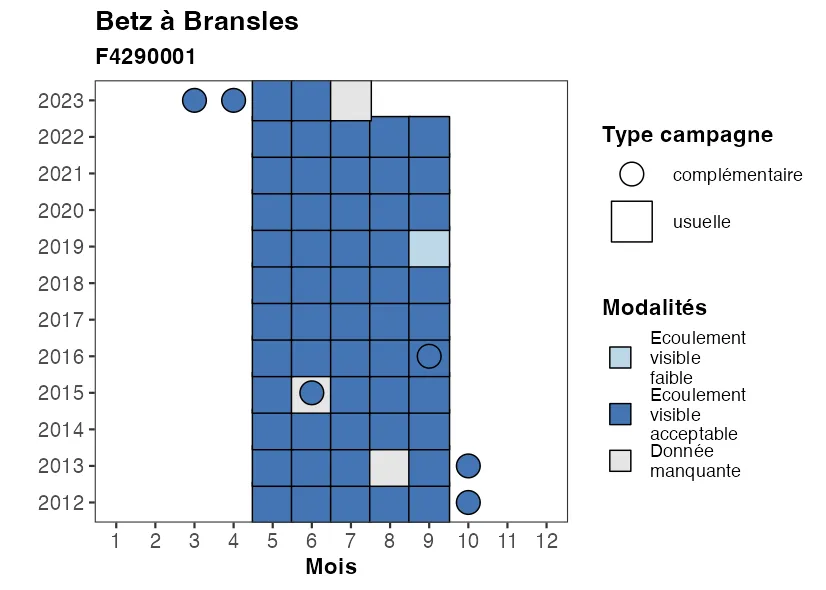 Betz à Bransles
F4290001
2023
2022
2021
2020
2019
2018
2017
2016
2015
2014
2013
2012
1 2 3 4 5 6 7 8 9 10 11 12
Mois
Type campagne
complémentaire
usuelle
Modalités
Ecoulement
visible
faible
Ecoulement
visible
acceptable
Donnée
manquante